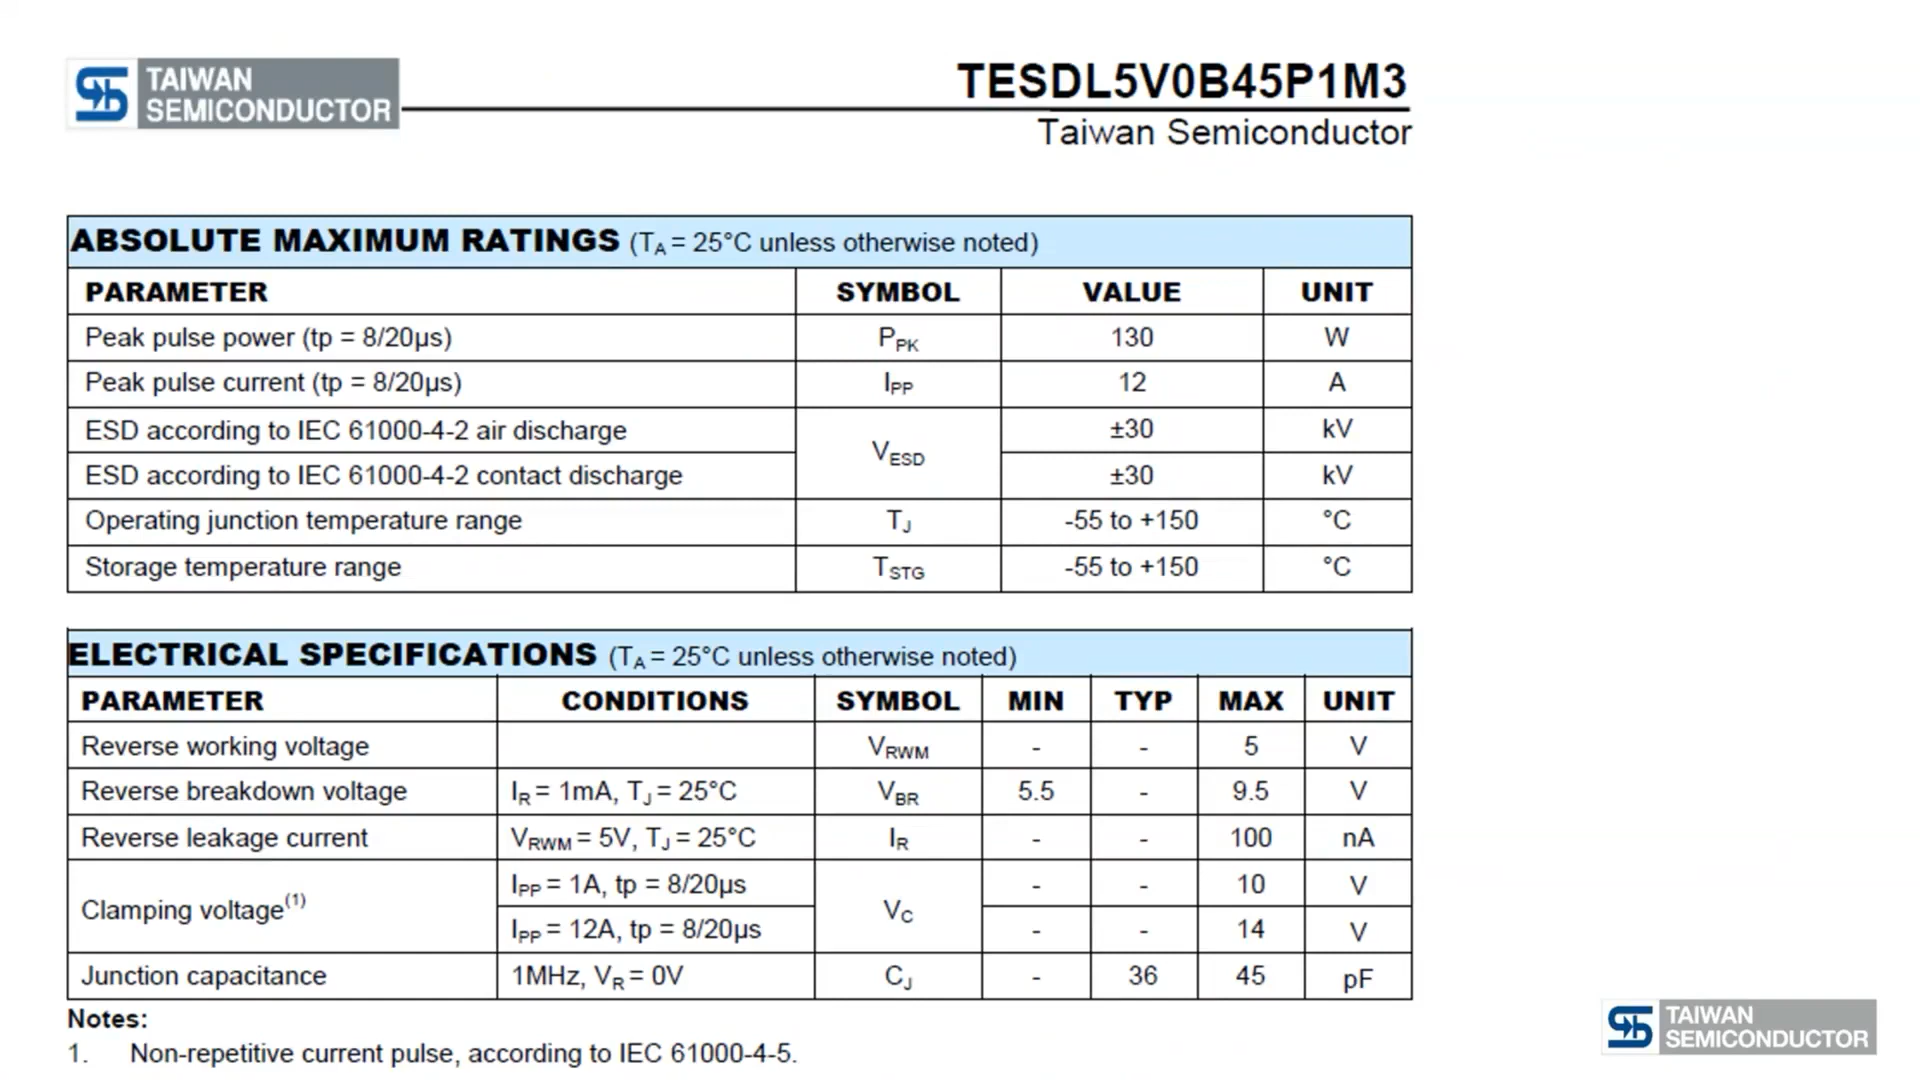 TAIWAN
SEMICONDUCTOR
TESDL5V0B45P1M3
Taiwan Semiconductor
ABSOLUTE MAXIMUM RATINGS (TA = 25°C unless otherwise noted)
PARAMETER SYMBOL VALUE UNIT
Peak pulse power (tp = 8/20μs) PPK 130 W
Peak pulse current (tp = 8/20μs) IPP 12 A
ESD according to IEC 61000-4-2 air discharge VESD ±30 kV
ESD according to IEC 61000-4-2 contact discharge ±30 kV
Operating junction temperature range TJ -55 to +150 °C
Storage temperature range TSTG -55 to +150 °C
ELECTRICAL SPECIFICATIONS (TA = 25°C unless otherwise noted)
PARAMETER CONDITIONS SYMBOL MIN TYP MAX UNIT
Reverse working voltage VRWM - - 5 V
Reverse breakdown voltage IR = 1mA, TJ = 25°C VBR 5.5 - 9.5 V
Reverse leakage current VRWM = 5V, TJ = 25°C IR - - 100 nA
Clamping voltage(1) IPP = 1A, tp = 8/20μs VC - - 10 V
IPP = 12A, tp = 8/20μs - - 14 V
Junction capacitance 1MHz, VR = 0V CJ - 36 45 pF
Notes:
1. Non-repetitive current pulse, according to IEC 61000-4-5.
TAIWAN
SEMICONDUCTOR